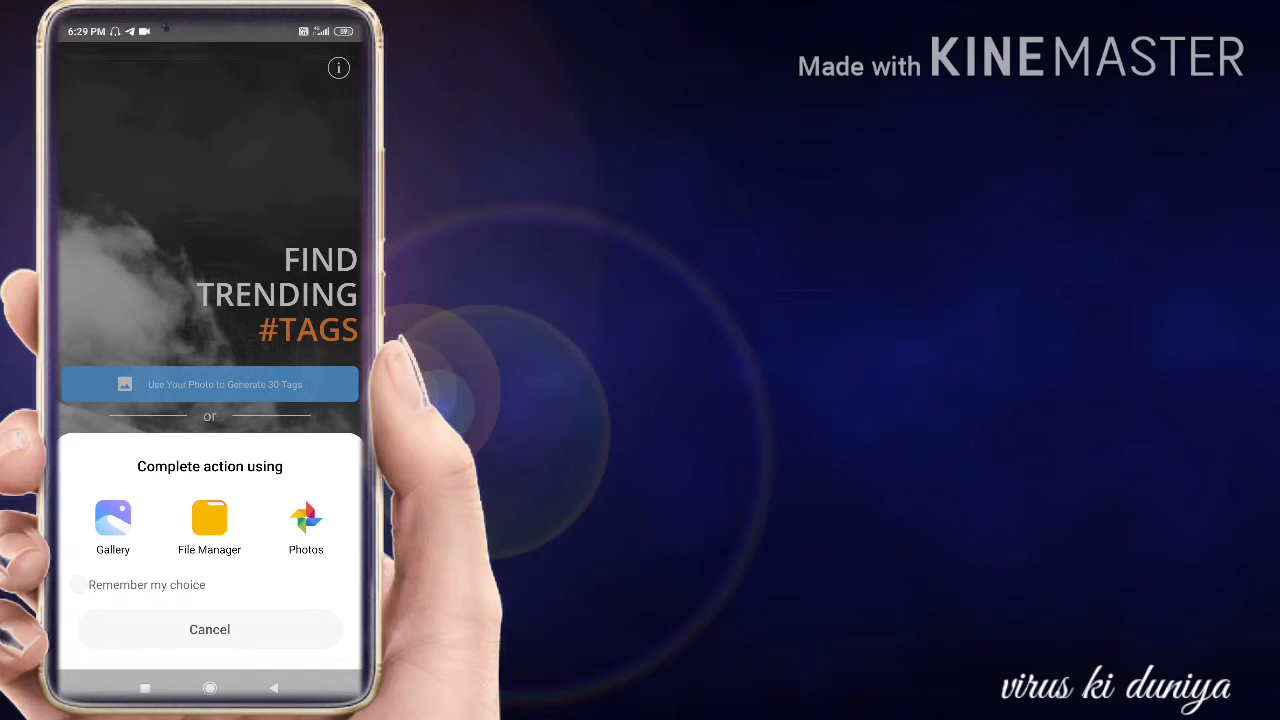 6:29 PM
59
Made with KINEMASTER
FIND
TRENDING
#TAGS
Use Your Photo to Generate 30 Tags
or
Complete action using
Gallery
File Manager
Photos
Remember my choice
Cancel
virus ki duniya